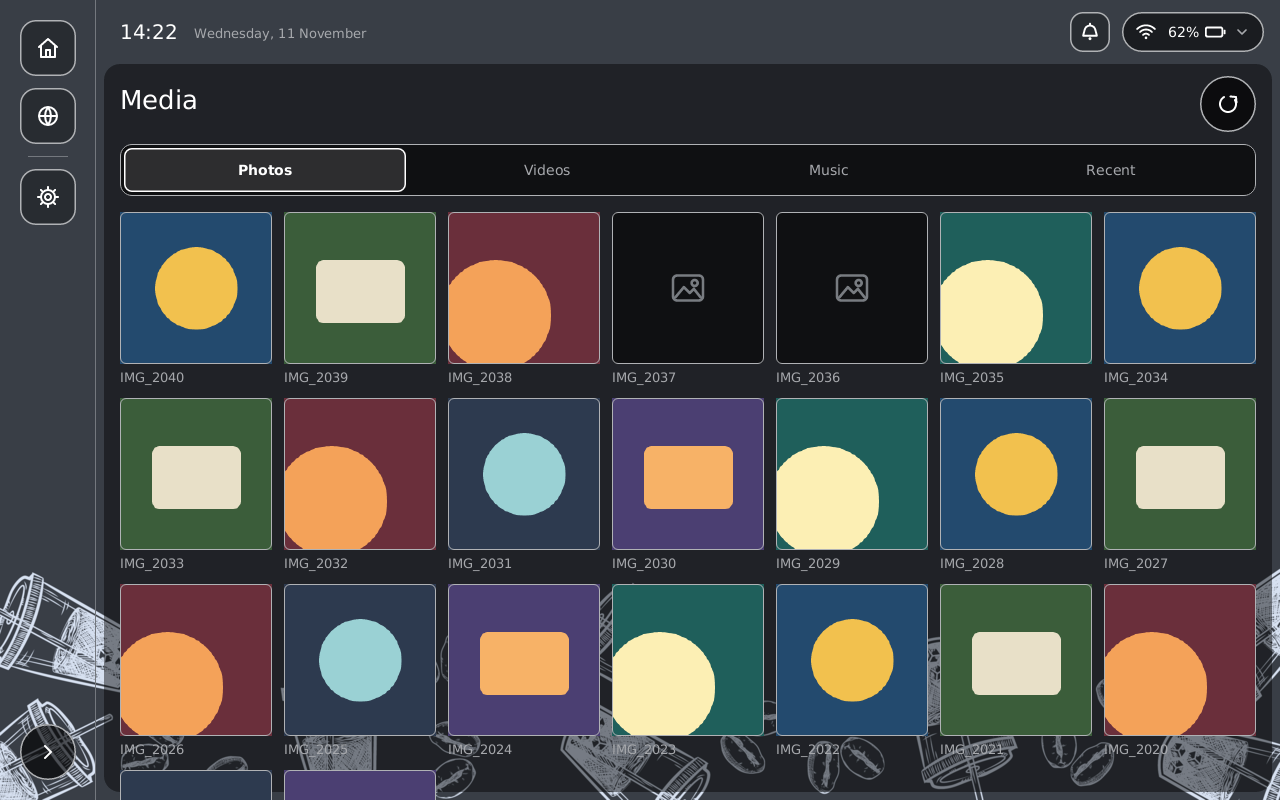 14:22 Wednesday, 11 November 62%
Media
Photos Videos Music Recent
IMG_2040 IMG_2039 IMG_2038 IMG_2037 IMG_2036 IMG_2035 IMG_2034
IMG_2033 IMG_2032 IMG_2031 IMG_2030 IMG_2029 IMG_2028 IMG_2027
IMG_2026 IMG_2025 IMG_2024 IMG_2023 IMG_2022 IMG_2021 IMG_2020